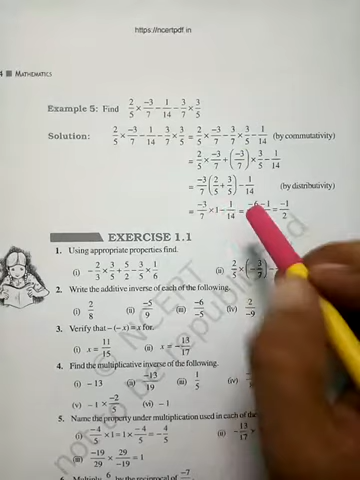 https://ncertpdf.in
4 ■ MATHEMATICS
Example 5: Find 2/5 × -3/7 - 1/14 - 3/7 × 3/5
Solution: 2/5 × -3/7 - 1/14 - 3/7 × 3/5 = 2/5 × -3/7 - 3/7 × 3/5 - 1/14 (by commutativity)
= 2/5 × -3/7 + (-3/7) × 3/5 - 1/14
= -3/7 (2/5 + 3/5) - 1/14 (by distributivity)
= -3/7 × 1 - 1/14 = -6-1 = -1/2
EXERCISE 1.1
1. Using appropriate properties find.
(i) -2/3 × 3/5 + 5/2 - 3/5 × 1/6 (ii) 2/5 × (-3/7) -
2. Write the additive inverse of each of the following.
(i) 2/8 (ii) -5/9 (iii) -6/-5 (iv) 2/-9
3. Verify that -(-x) = x for.
(i) x = 11/15 (ii) x = -13/17
4. Find the multiplicative inverse of the following.
(i) -13 (ii) -13/19 (iii) 1/5 (iv)
(v) -1 × -2/5 (vi) -1
5. Name the property under multiplication used in each of the
(i) -4/5 × 1 = 1 × -4/5 = -4/5 (ii) -13/17 ×
(iii) -19/29 × 29/-19 = 1
6. Multiply 6 by the reciprocal of -7
© NCERT
not to be republished